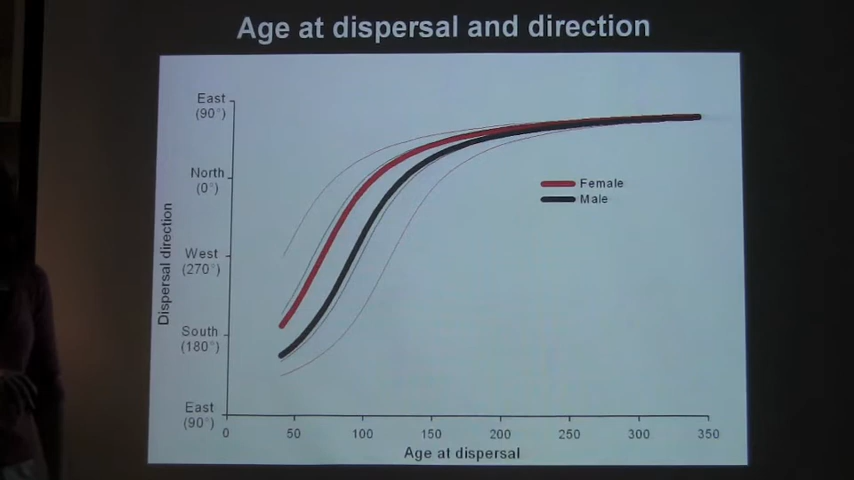 Age at dispersal and direction
East
(90°)
North
(0°)
West
(270°)
South
(180°)
East
(90°)
Dispersal direction
Female
Male
0 50 100 150 200 250 300 350
Age at dispersal